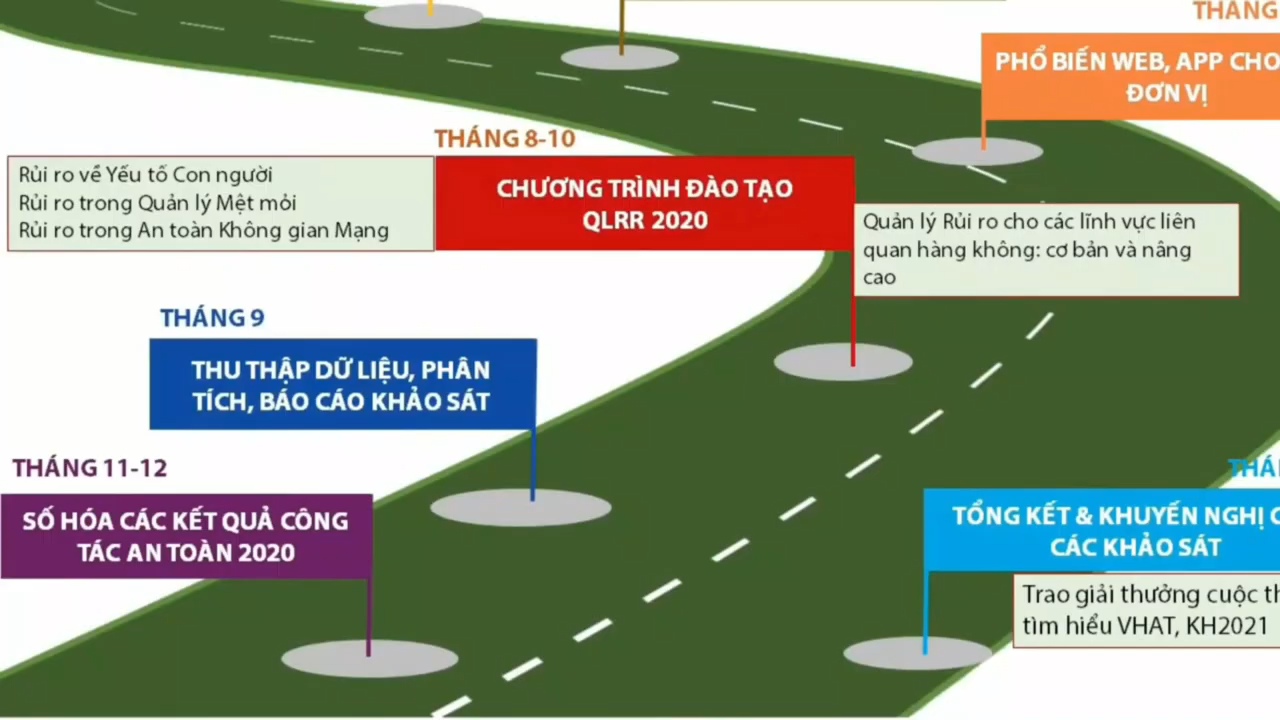 THÁNG
PHỔ BIẾN WEB, APP CHO
ĐƠN VỊ
THÁNG 8-10
Rủi ro về Yếu tố Con người
Rủi ro trong Quản lý Mệt mỏi
Rủi ro trong An toàn Không gian Mạng
CHƯƠNG TRÌNH ĐÀO TẠO
QLRR 2020
Quản lý Rủi ro cho các lĩnh vực liên
quan hàng không: cơ bản và nâng
cao
THÁNG 9
THU THẬP DỮ LIỆU, PHÂN
TÍCH, BÁO CÁO KHẢO SÁT
THÁNG 11-12
SỐ HÓA CÁC KẾT QUẢ CÔNG
TÁC AN TOÀN 2020
TỔNG KẾT & KHUYẾN NGHỊ
CÁC KHẢO SÁT
Trao giải thưởng cuộc
tìm hiểu VHAT, KH2021